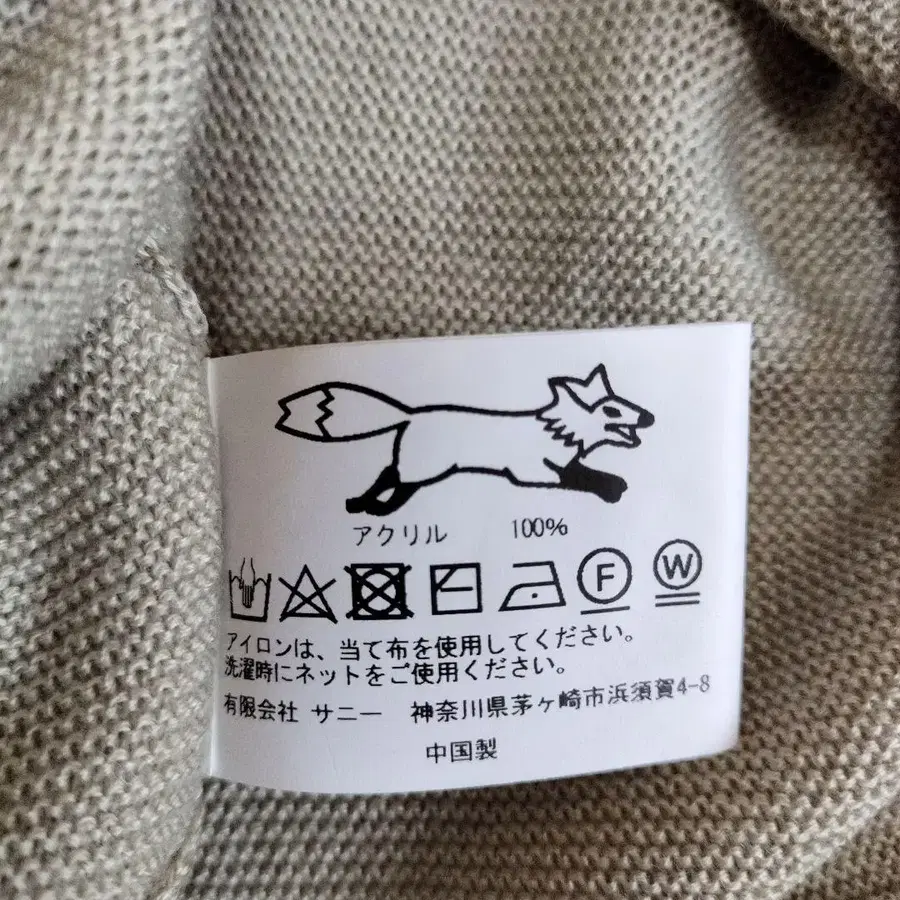 アクリル 100%
F W
アイロンは、当て布を使用してください。
洗濯時にネットをご使用ください。
有限会社 サニー 神奈川県茅ヶ崎市浜須賀4-8
中国製